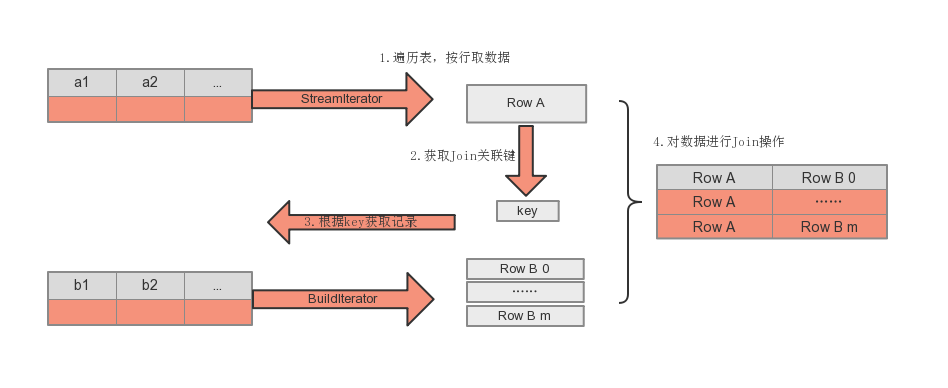 1.遍历表，按行取数据
a1 a2 ...
StreamIterator
Row A
2.获取Join关联键
key
3.根据key获取记录
b1 b2 ...
BuildIterator
Row B 0
……
Row B m
4.对数据进行Join操作
Row A Row B 0
Row A ……
Row A Row B m